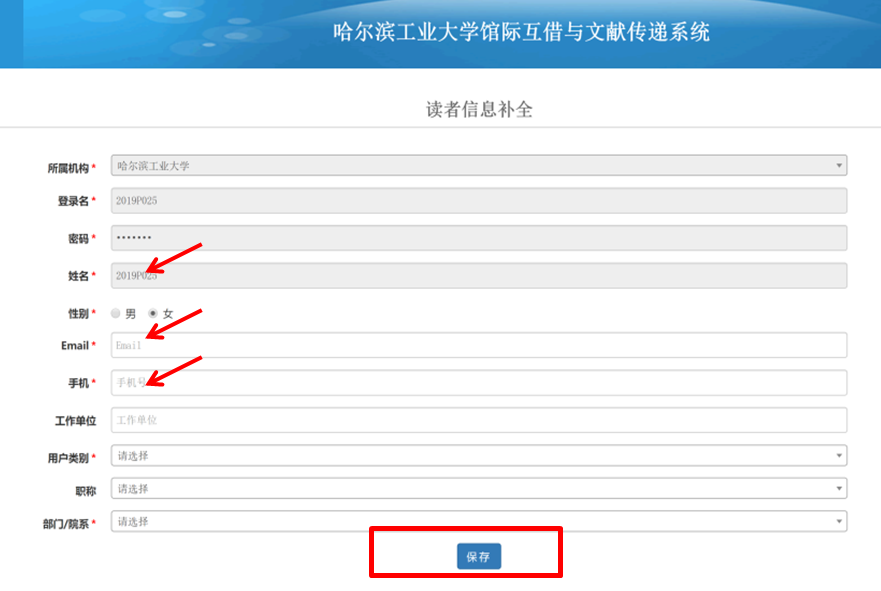 哈尔滨工业大学馆际互借与文献传递系统
读者信息补全
所属机构* 哈尔滨工业大学
登录名* 2019P025
密码* •••••••
姓名* 2019P025
性别* 男 女
Email* Email
手机* 手机号
工作单位 工作单位
用户类别* 请选择
职称 请选择
部门/院系* 请选择
保存